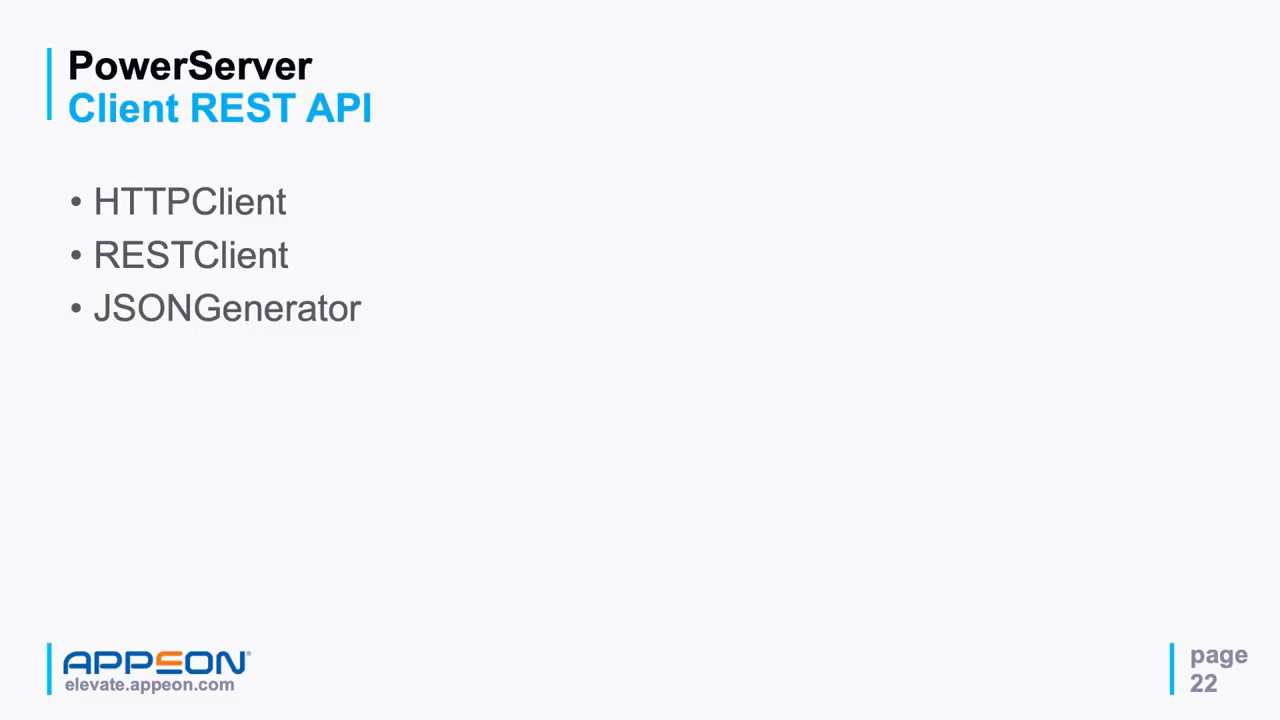 PowerServer
Client REST API
• HTTPClient
• RESTClient
• JSONGenerator
APPEON®
elevate.appeon.com
page
22